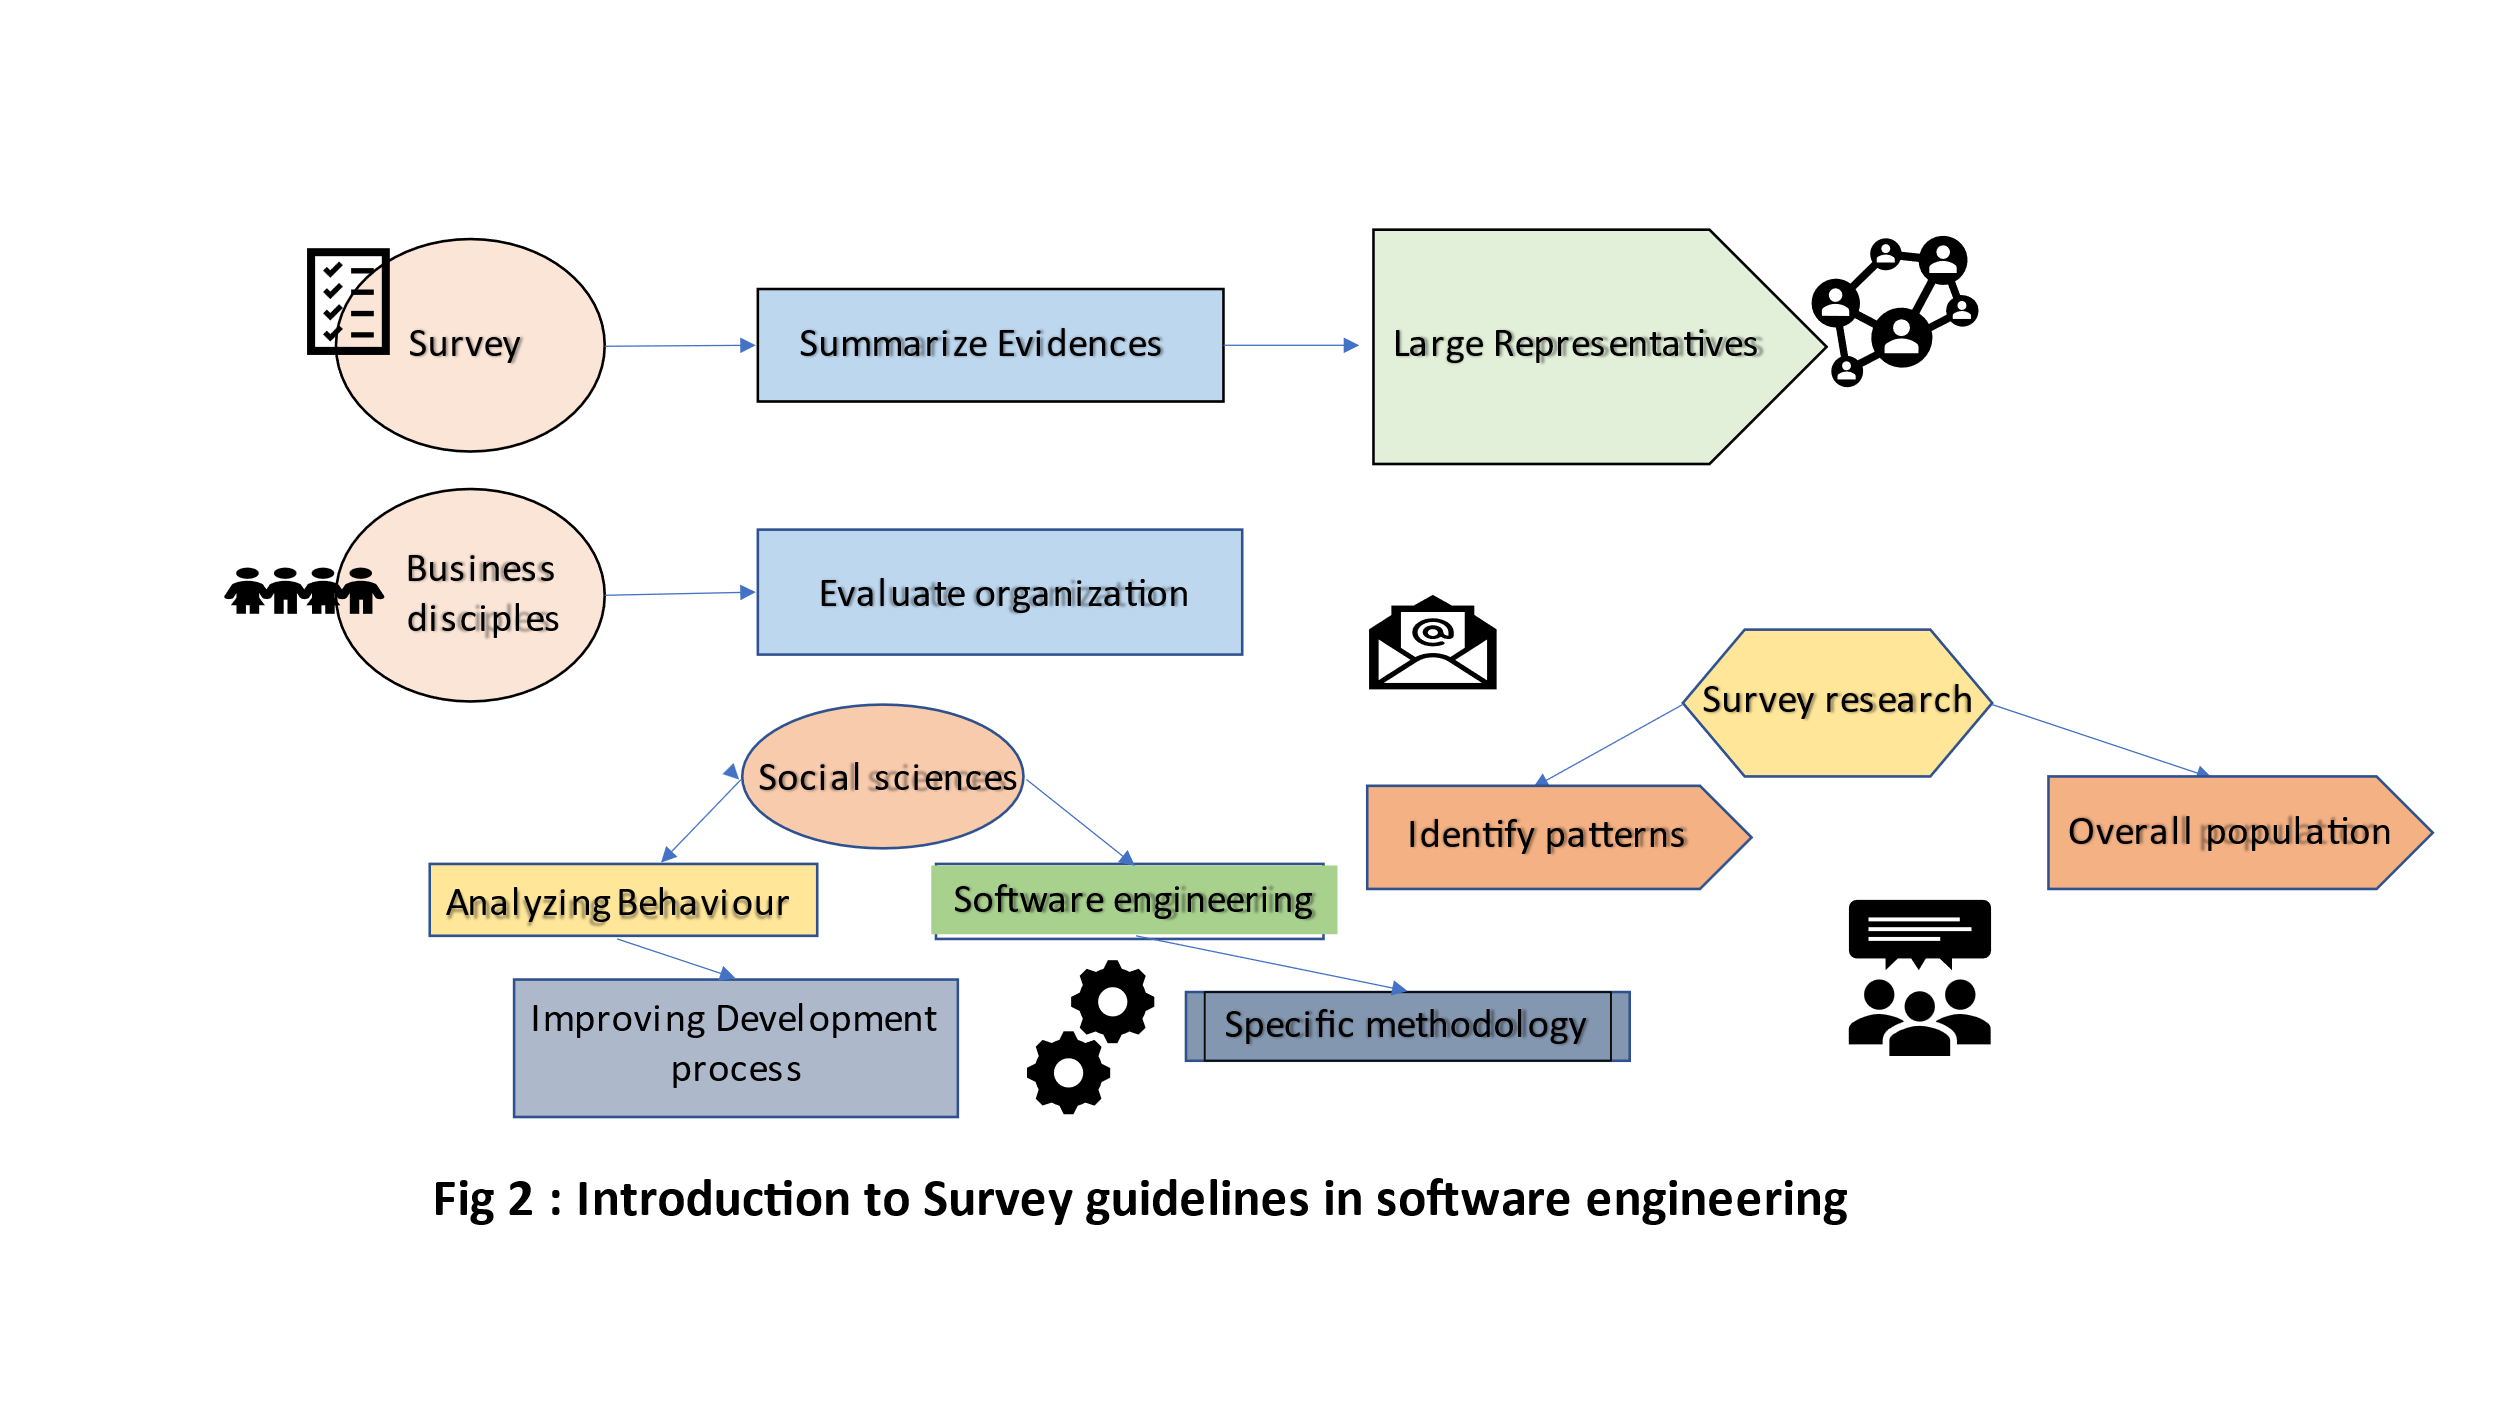 Survey
Summarize Evidences
Large Representatives
Business
disciples
Evaluate organization
Survey research
Social sciences
Identify patterns
Overall population
Analyzing Behaviour
Software engineering
Improving Development
process
Specific methodology
@
Fig 2 : Introduction to Survey guidelines in software engineering